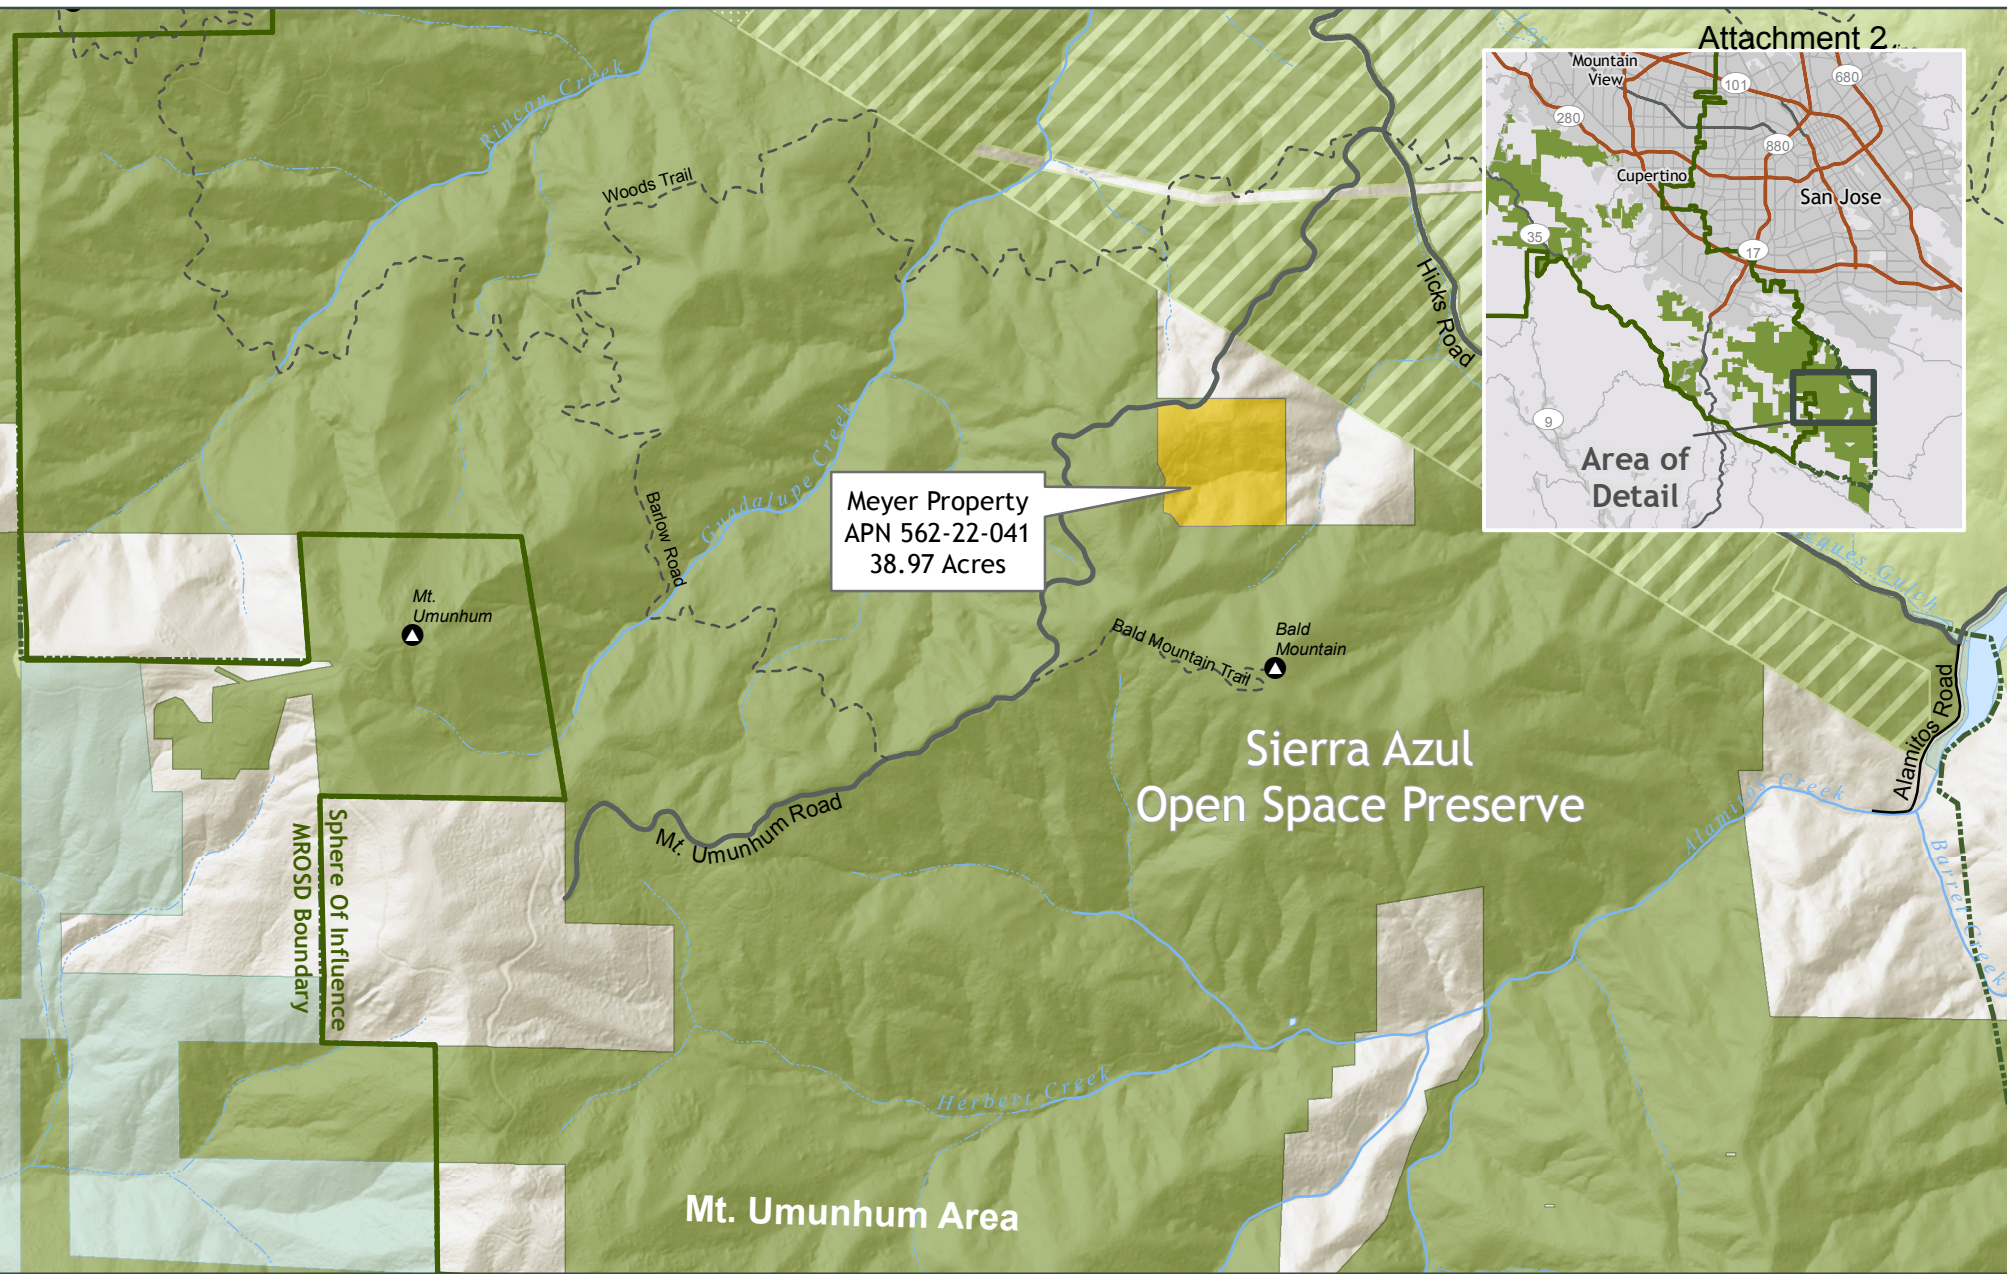 Attachment 2
Mountain
View
101
680
280
880
Cupertino
San Jose
35
17
9
Area of
Detail
Rincon Creek
Woods Trail
Hicks Road
Guadalupe Creek
Barlow Road
Meyer Property
APN 562-22-041
38.97 Acres
Mt.
Umunhum
Bald Mountain Trail
Bald
Mountain
Sierra Azul
Open Space Preserve
Mt. Umunhum Road
Gulch
Alamitos Road
Alamitos Creek
Barret Creek
Sphere Of Influence
MROSD Boundary
Herbert Creek
Mt. Umunhum Area